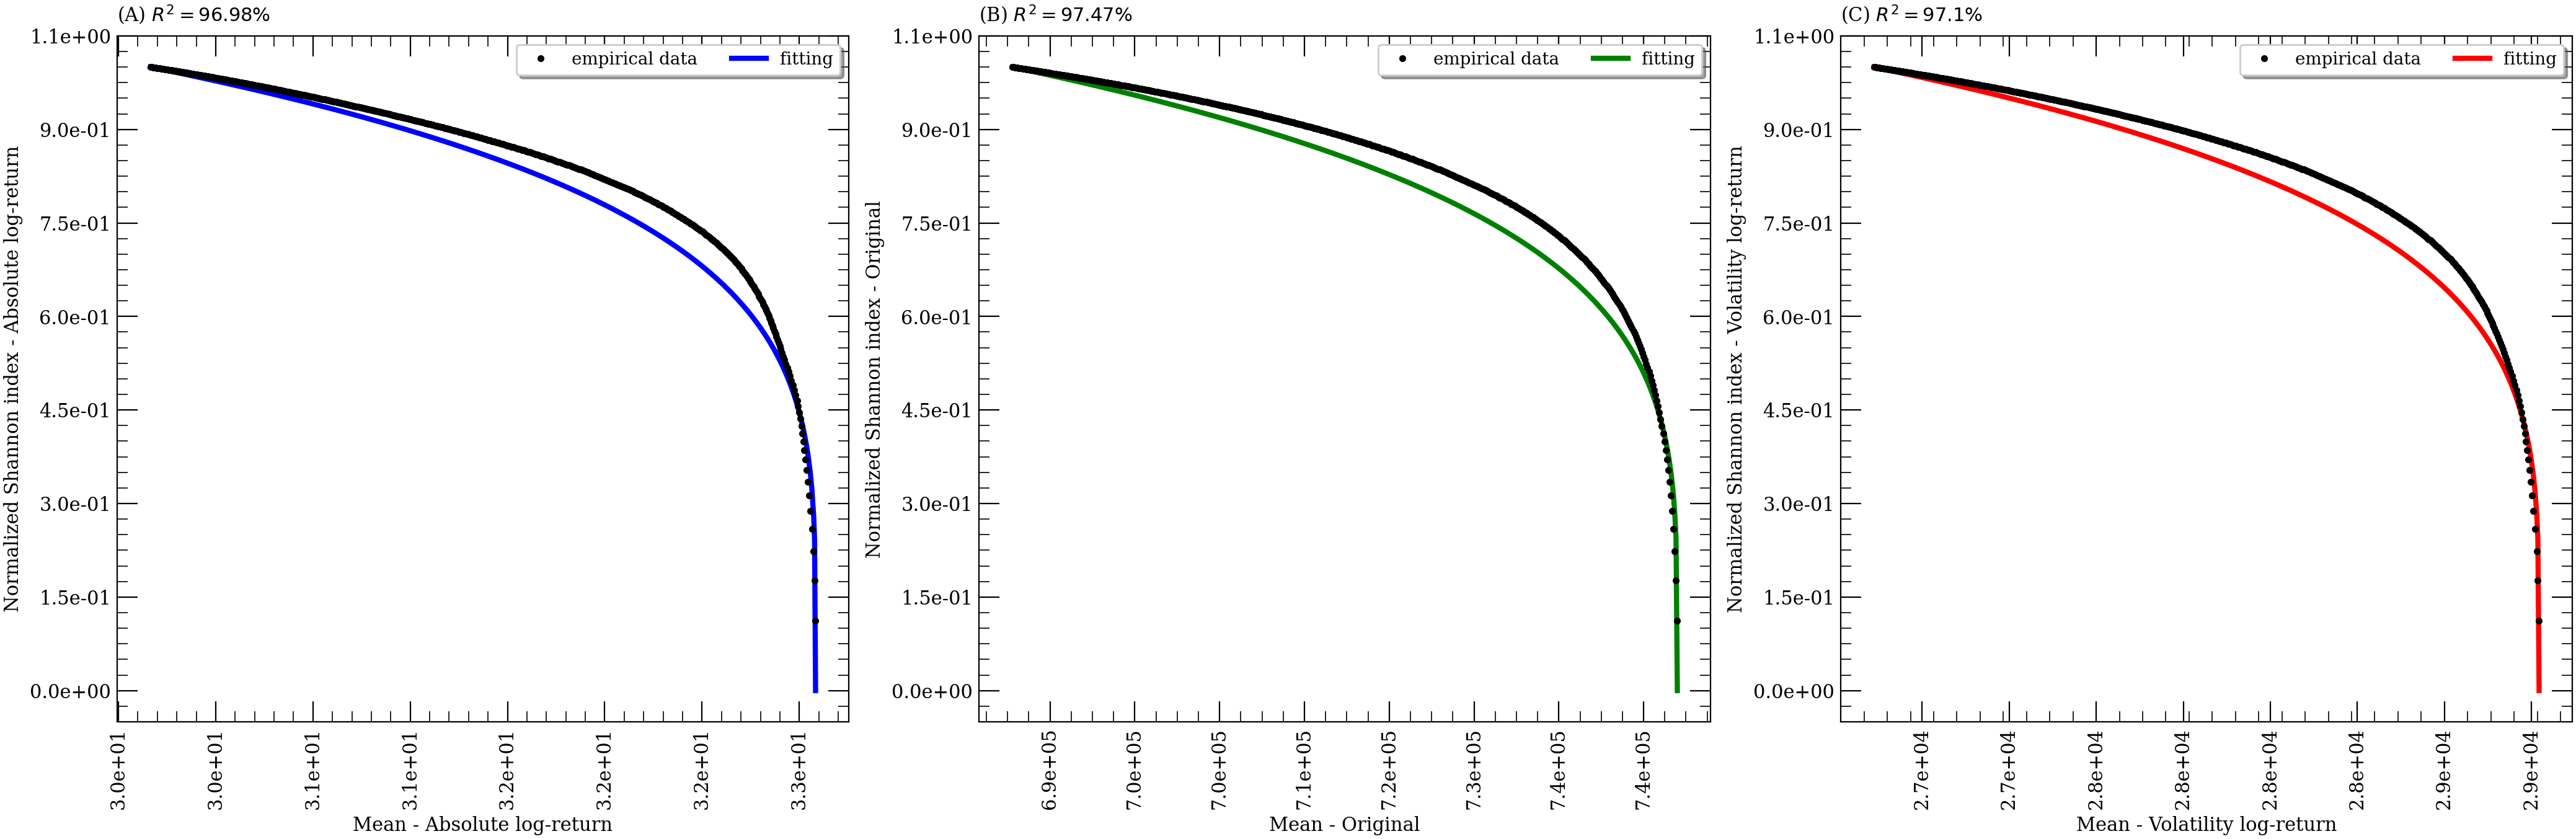 (A) R² = 96.98%
empirical data fitting
1.1e+00
9.0e-01
7.5e-01
6.0e-01
4.5e-01
3.0e-01
1.5e-01
0.0e+00
Normalized Shannon index - Absolute log-return
3.0e+01 3.0e+01 3.1e+01 3.1e+01 3.2e+01 3.2e+01 3.2e+01 3.3e+01
Mean - Absolute log-return
(B) R² = 97.47%
empirical data fitting
1.1e+00
9.0e-01
7.5e-01
6.0e-01
4.5e-01
3.0e-01
1.5e-01
0.0e+00
Normalized Shannon index - Original
6.9e+05 7.0e+05 7.0e+05 7.1e+05 7.2e+05 7.3e+05 7.4e+05 7.4e+05
Mean - Original
(C) R² = 97.1%
empirical data fitting
1.1e+00
9.0e-01
7.5e-01
6.0e-01
4.5e-01
3.0e-01
1.5e-01
0.0e+00
Normalized Shannon index - Volatility log-return
2.7e+04 2.7e+04 2.8e+04 2.8e+04 2.8e+04 2.8e+04 2.9e+04 2.9e+04
Mean - Volatility log-return